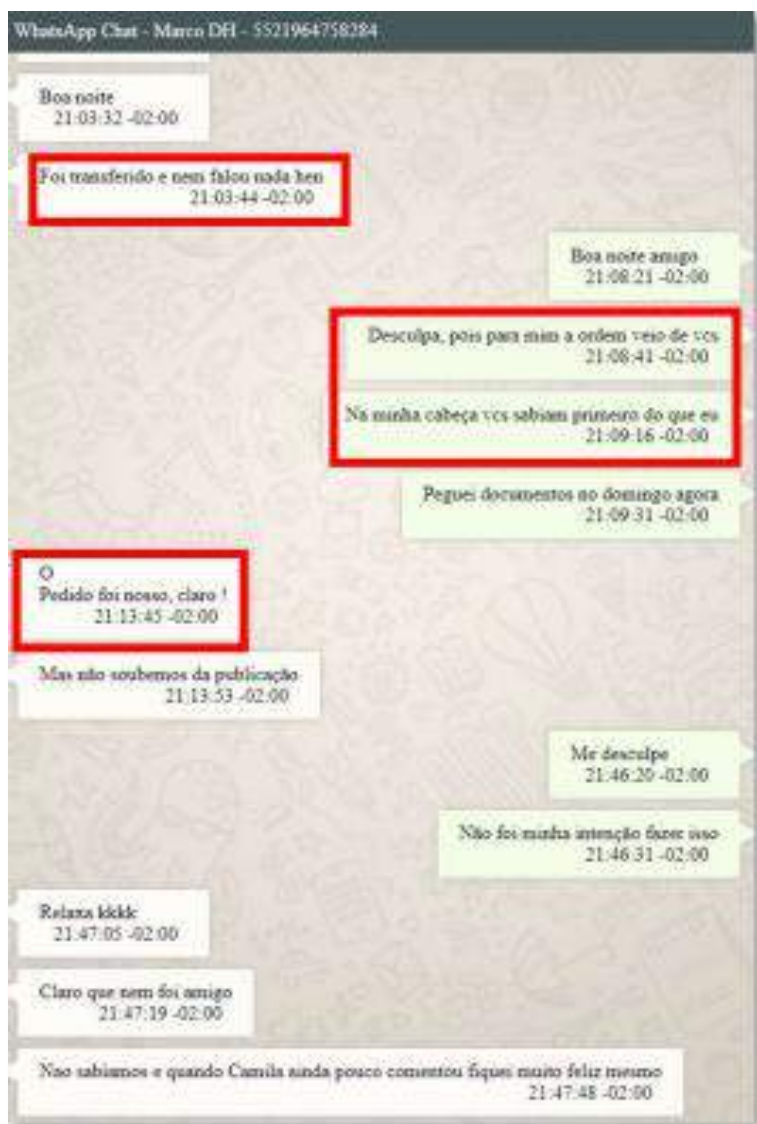 WhatsApp Chat - Marco DH - 5521964758284
Boa noite
21:03:32 -02:00
Foi transferido e nem falou nada hen
21:03:44 -02:00
Boa noite amigo
21:08:21 -02:00
Desculpa, pois para mim a ordem veio de vcs
21:08:41 -02:00
Na minha cabeça vcs sabiam primeiro do que eu
21:09:16 -02:00
Peguei documentos no domingo agora
21:09:31 -02:00
O
Pedido foi nosso, claro !
21:13:45 -02:00
Mas não soubemos da publicação
21:13:53 -02:00
Me desculpe
21:46:20 -02:00
Não foi minha intenção fazer isso
21:46:31 -02:00
Relaxa kkkk
21:47:05 -02:00
Claro que nem foi amigo
21:47:19 -02:00
Nao sabiamos e quando Camila ainda pouco comentou fiquei muito feliz mesmo
21:47:48 -02:00